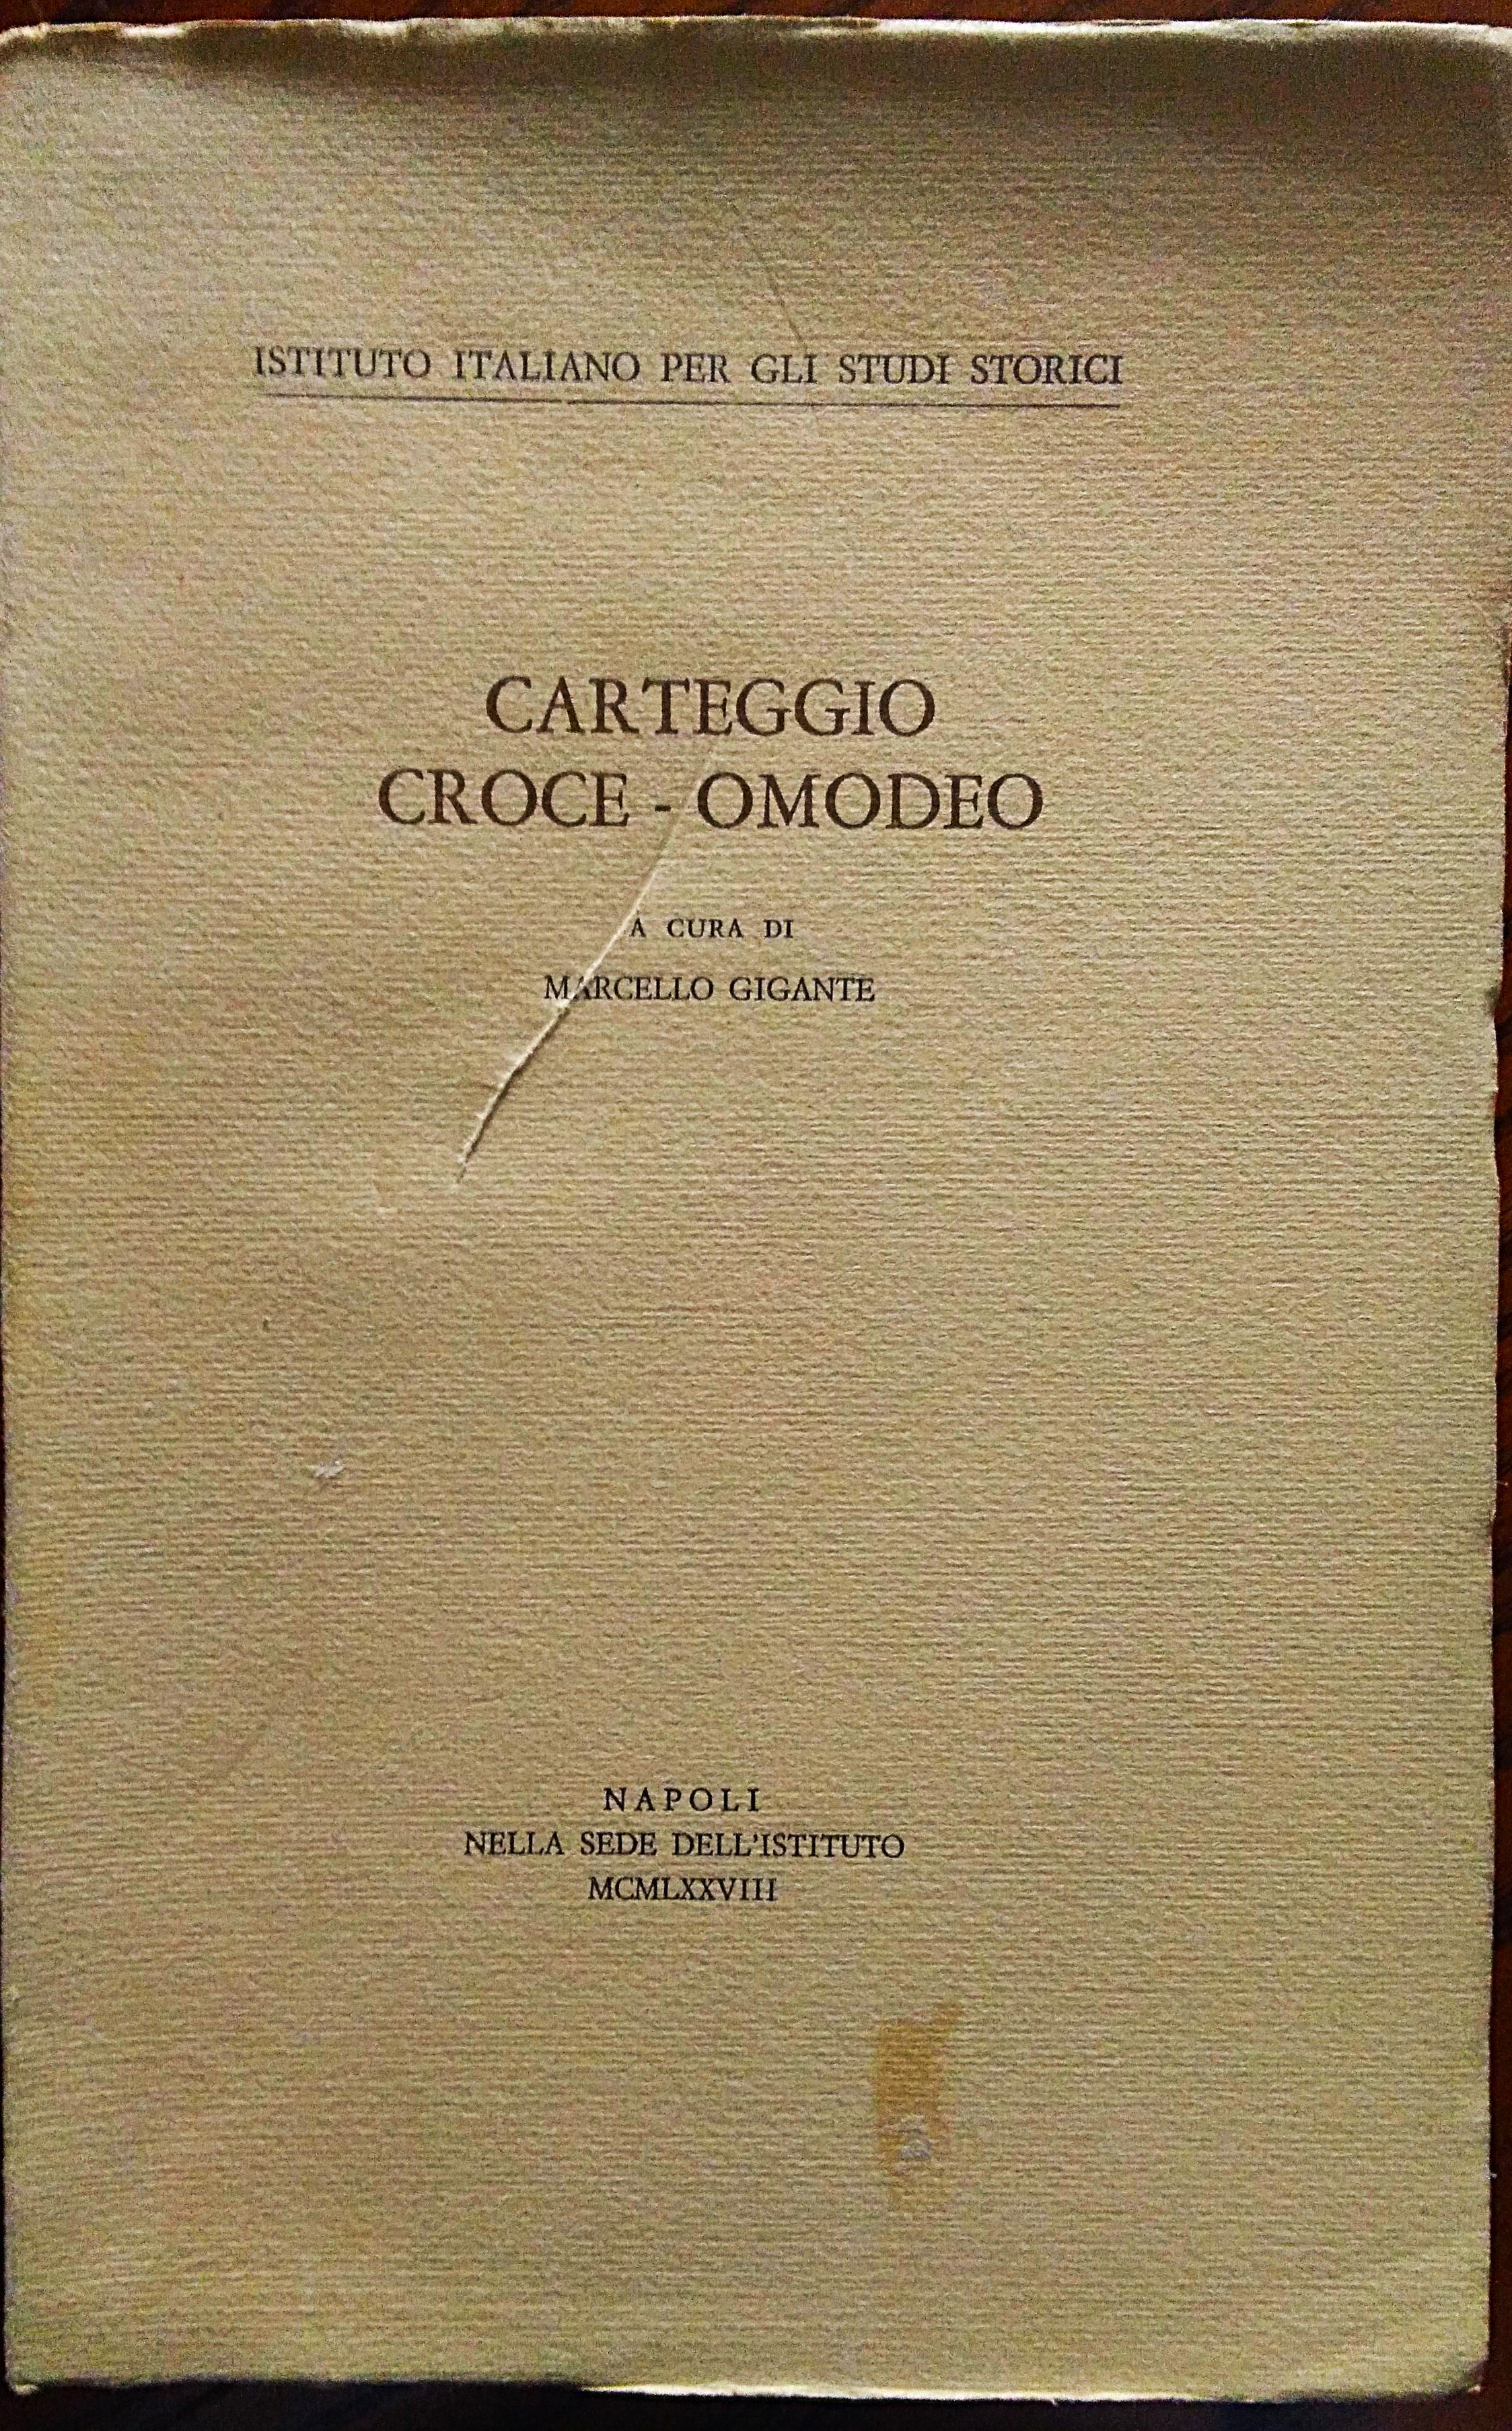 ISTITUTO ITALIANO PER GLI STUDI STORICI
CARTEGGIO
CROCE - OMODEO
A CURA DI
MARCELLO GIGANTE
NAPOLI
NELLA SEDE DELL'ISTITUTO
MCMLXXVIII